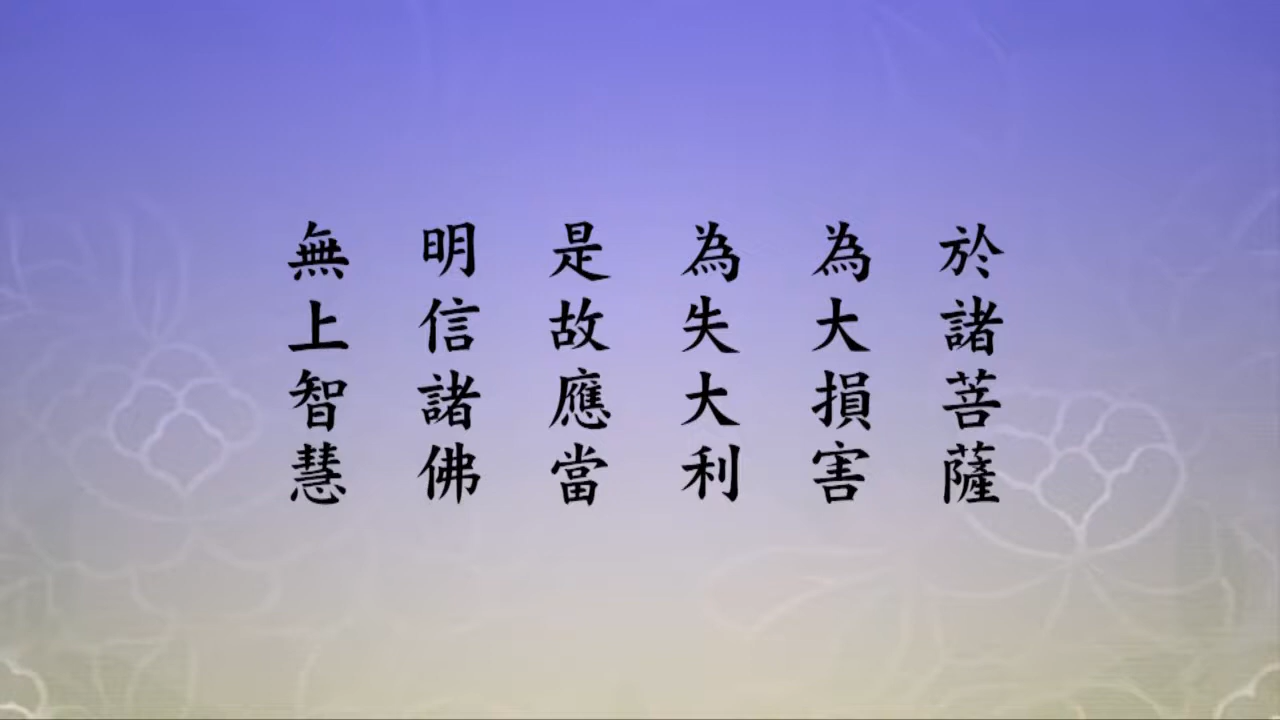 於諸菩薩
為大損害
為失大利
是故應當
明信諸佛
無上智慧